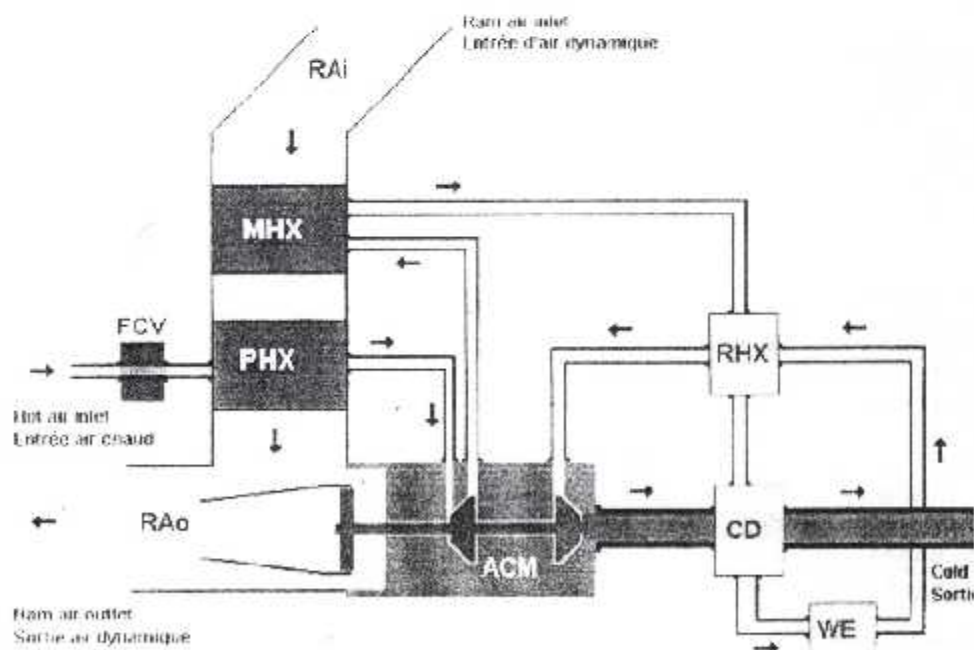 Ram air inlet
Entrée d'air dynamique
RAi
MHX
FCV
PHX
RHX
Hot air inlet
Entrée air chaud
RAo
ACM
CD
Cold
Sortie
WE
Ram air outlet
Sortie air dynamique